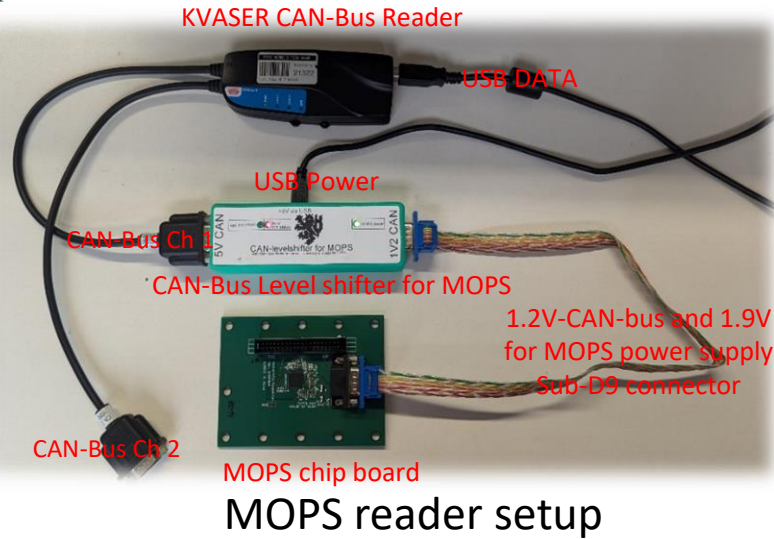 KVASER CAN-Bus Reader
21322
USB DATA
USB Power
5V CAN
1V2 CAN
CAN-Bus Ch 1
CAN-levelshifter for MOPS
CAN-Bus Level shifter for MOPS
1.2V-CAN-bus and 1.9V
for MOPS power supply
Sub-D9 connector
CAN-Bus Ch 2
MOPS chip board
MOPS reader setup